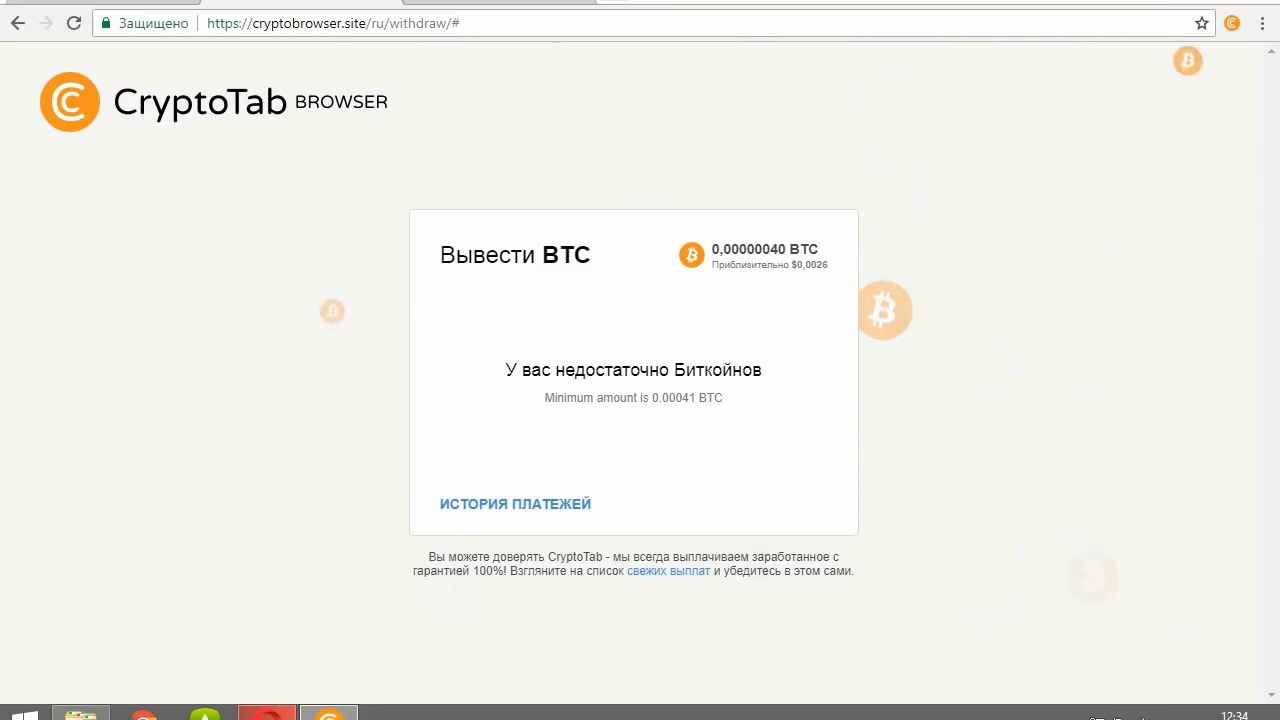 Защищено https://cryptobrowser.site/ru/withdraw/#
CryptoTab BROWSER
Вывести BTC
0,00000040 BTC
Приблизительно $0,0026
У вас недостаточно Биткойнов
Minimum amount is 0.00041 BTC
ИСТОРИЯ ПЛАТЕЖЕЙ
Вы можете доверять CryptoTab - мы всегда выплачиваем заработанное с
гарантией 100%! Взгляните на список свежих выплат и убедитесь в этом сами.
12:34